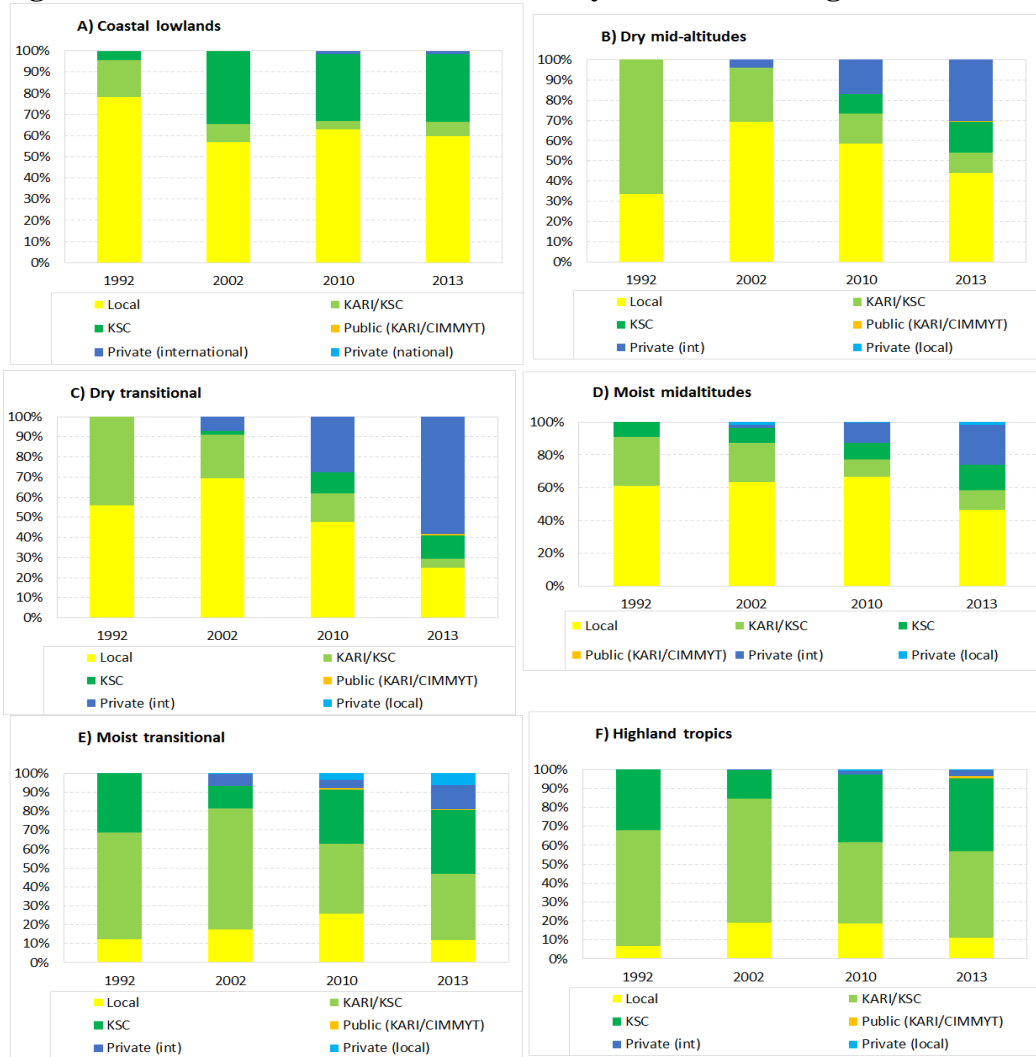 A) Coastal lowlands
100%
90%
80%
70%
60%
50%
40%
30%
20%
10%
0%
1992 2002 2010 2013
Local KARI/KSC
KSC Public (KARI/CIMMYT)
Private (international) Private (national)
B) Dry mid-altitudes
100%
90%
80%
70%
60%
50%
40%
30%
20%
10%
0%
1992 2002 2010 2013
Local KARI/KSC
KSC Public (KARI/CIMMYT)
Private (int) Private (local)
C) Dry transitional
100%
90%
80%
70%
60%
50%
40%
30%
20%
10%
0%
1992 2002 2010 2013
Local KARI/KSC
KSC Public (KARI/CIMMYT)
Private (int) Private (local)
D) Moist midaltitudes
100%
80%
60%
40%
20%
0%
1992 2002 2010 2013
Local KARI/KSC KSC
Public (KARI/CIMMYT) Private (int) Private (local)
E) Moist transitional
100%
90%
80%
70%
60%
50%
40%
30%
20%
10%
0%
1992 2002 2010 2013
Local KARI/KSC
KSC Public (KARI/CIMMYT)
Private (int) Private (local)
F) Highland tropics
100%
90%
80%
70%
60%
50%
40%
30%
20%
10%
0%
1992 2002 2010 2013
Local KARI/KSC
KSC Public (KARI/CIMMYT)
Private (int) Private (local)